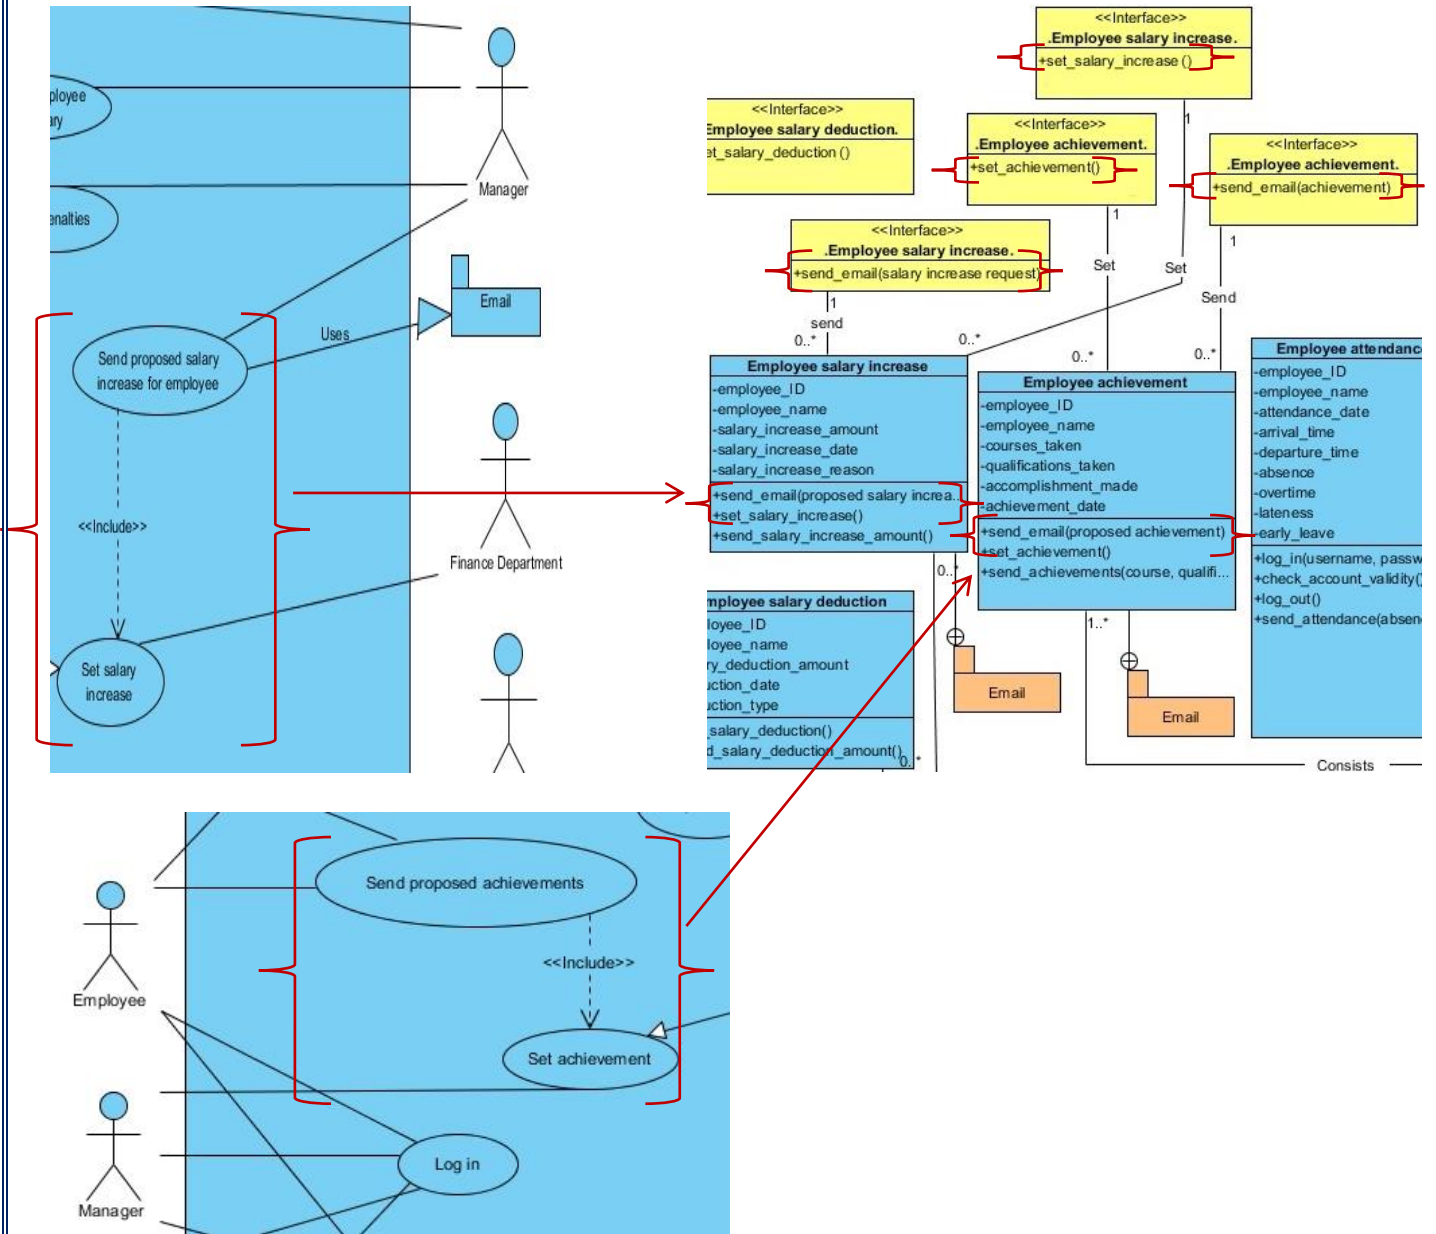 ployee
ary
enalties
Manager
Email
Uses
Send proposed salary
increase for employee
<<Include>>
Finance Department
Set salary
increase
<<Interface>>
.Employee salary increase.
+set_salary_increase ()
1
<<Interface>>
Employee salary deduction.
et_salary_deduction ()
<<Interface>>
.Employee achievement.
+set_achievement()
1
<<Interface>>
.Employee achievement.
+send_email(achievement)
1
<<Interface>>
.Employee salary increase.
+send_email(salary increase request)
1
send
0..*
Set
0..*
Set
0..*
Send
0..*
Employee salary increase
-employee_ID
-employee_name
-salary_increase_amount
-salary_increase_date
-salary_increase_reason
+send_email(proposed salary increa...
+set_salary_increase()
+send_salary_increase_amount()
0..*
Employee achievement
-employee_ID
-employee_name
-courses_taken
-qualifications_taken
-accomplishment_made
-achievement_date
+send_email(proposed achievement)
+set_achievement()
+send_achievements(course, qualifi...
1..*
Employee attendanc
-employee_ID
-employee_name
-attendance_date
-arrival_time
-departure_time
-absence
-overtime
-lateness
-early_leave
+log_in(username, passw
+check_account_validity()
+log_out()
+send_attendance(absen
mployee salary deduction
loyee_ID
loyee_name
ry_deduction_amount
uction_date
uction_type
_salary_deduction()
d_salary_deduction_amount()
0..*
Email
Email
Consists
Send proposed achievements
<<Include>>
Set achievement
Employee
Log in
Manager